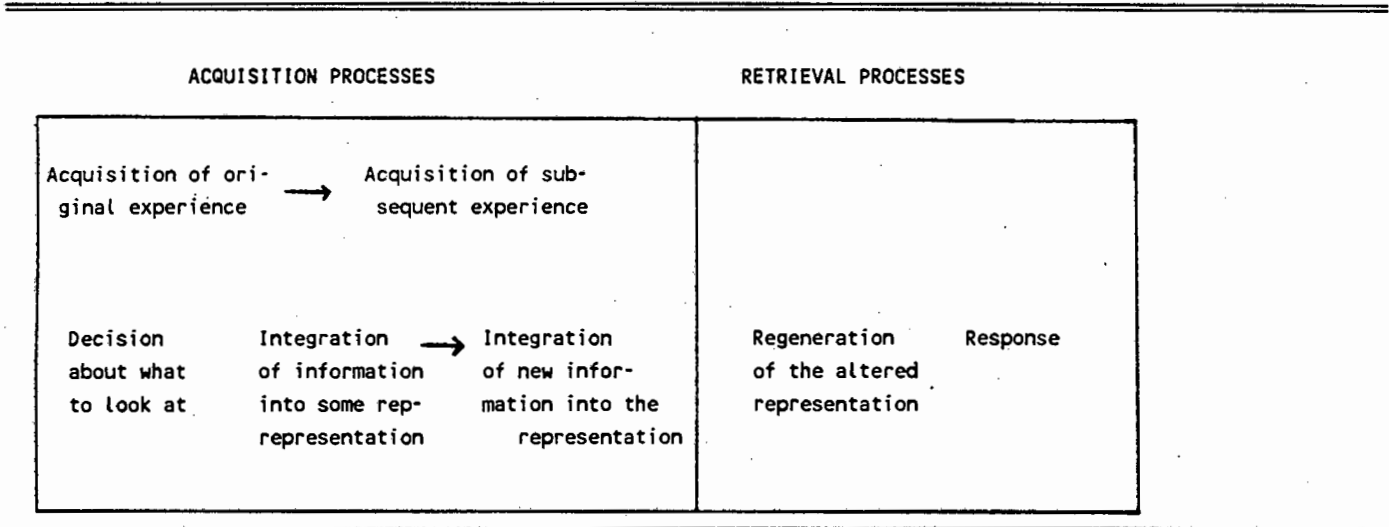 ACQUISITION PROCESSES RETRIEVAL PROCESSES
Acquisition of ori- → Acquisition of sub-
ginal experience sequent experience
Decision Integration → Integration Regeneration Response
about what of information of new infor- of the altered
to look at into some rep- mation into the representation
representation representation